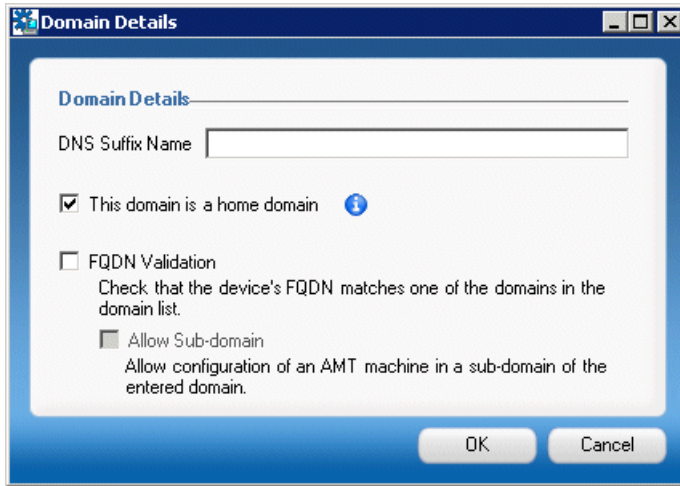 Domain Details
Domain Details
DNS Suffix Name
This domain is a home domain
FQDN Validation
Check that the device's FQDN matches one of the domains in the
domain list.
Allow Sub-domain
Allow configuration of an AMT machine in a sub-domain of the
entered domain.
OK Cancel